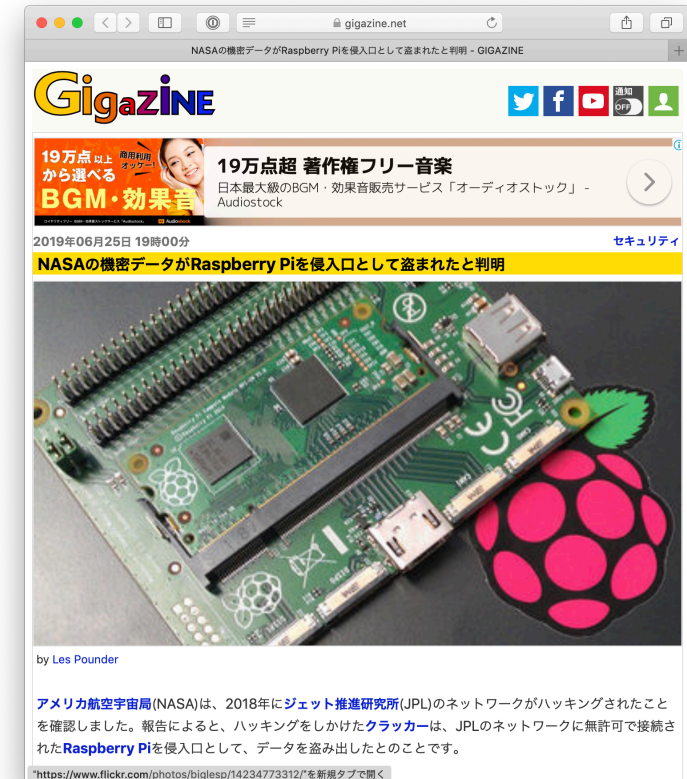 gigazine.net
NASAの機密データがRaspberry Piを侵入口として盗まれたと判明 - GIGAZINE
GigaZiNE
通知
OFF
19万点以上
から選べる
商用利用
オッケー!
BGM・効果音
Audiostock
19万点超 著作権フリー音楽
日本最大級のBGM・効果音販売サービス「オーディオストック」 -
Audiostock
2019年06月25日 19時00分
セキュリティ
NASAの機密データがRaspberry Piを侵入口として盗まれたと判明
CE
by Les Pounder
アメリカ航空宇宙局(NASA)は、2018年にジェット推進研究所(JPL)のネットワークがハッキングされたこと
を確認しました。報告によると、ハッキングをしかけたクラッカーは、JPLのネットワークに無許可で接続さ
れたRaspberry Piを侵入口として、データを盗み出したとのことです。
"https://www.flickr.com/photos/biglesp/14234773312/"を新規タブで開く